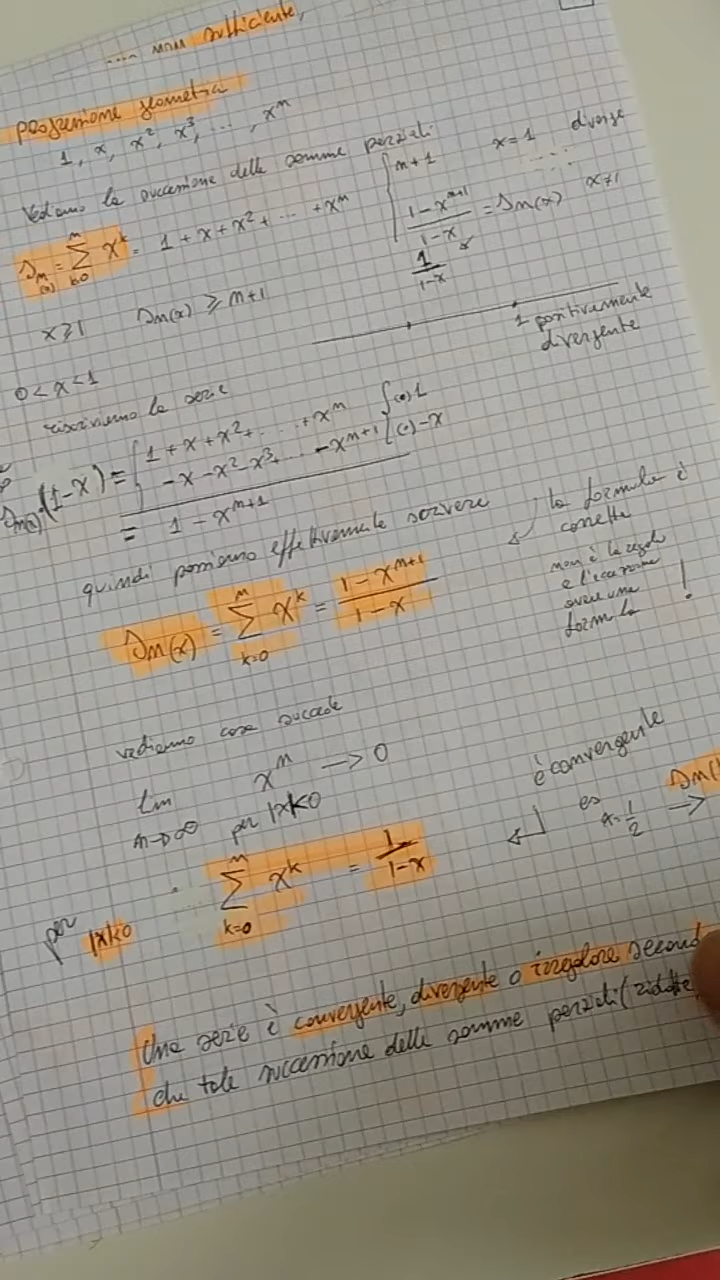 .... non sufficiente,
progressione geometrica
1, x, x², x³, ..., xⁿ
Vediamo la successione delle somme parziali
{ n+1 x=1 diverge
Sn(x) = Σ k=0 n xᵏ = 1 + x + x² + ... + xⁿ
(1-xⁿ⁺¹)/(1-x) = Sn(x) x≠1
1/(1-x)
x≥1 Sn(x) ≥ n+1
1 positivamente
divergente
0<x<1
riscriviamo la serie
Sn(x)·(1-x) = { 1 + x + x² + ... + xⁿ { (·)1
-x -x² -x³ ... -xⁿ⁺¹ { (·)-x
= 1 - xⁿ⁺¹
quindi possiamo effettivamente scrivere
la formula è
corretta
non è la regola
e l'eccezione
avere una
formula !
Sn(x) = Σ k=0 n xᵏ = (1-xⁿ⁺¹)/(1-x)
vediamo cosa succede
lim n→∞ xⁿ → 0
per |x|<0
è convergente
es x=1/2 → Sn(
per |x|<0 Σ k=0 n xᵏ = 1/(1-x)
Una serie è convergente, divergente o irregolare second
che tale successione delle somme parziali (ridotte